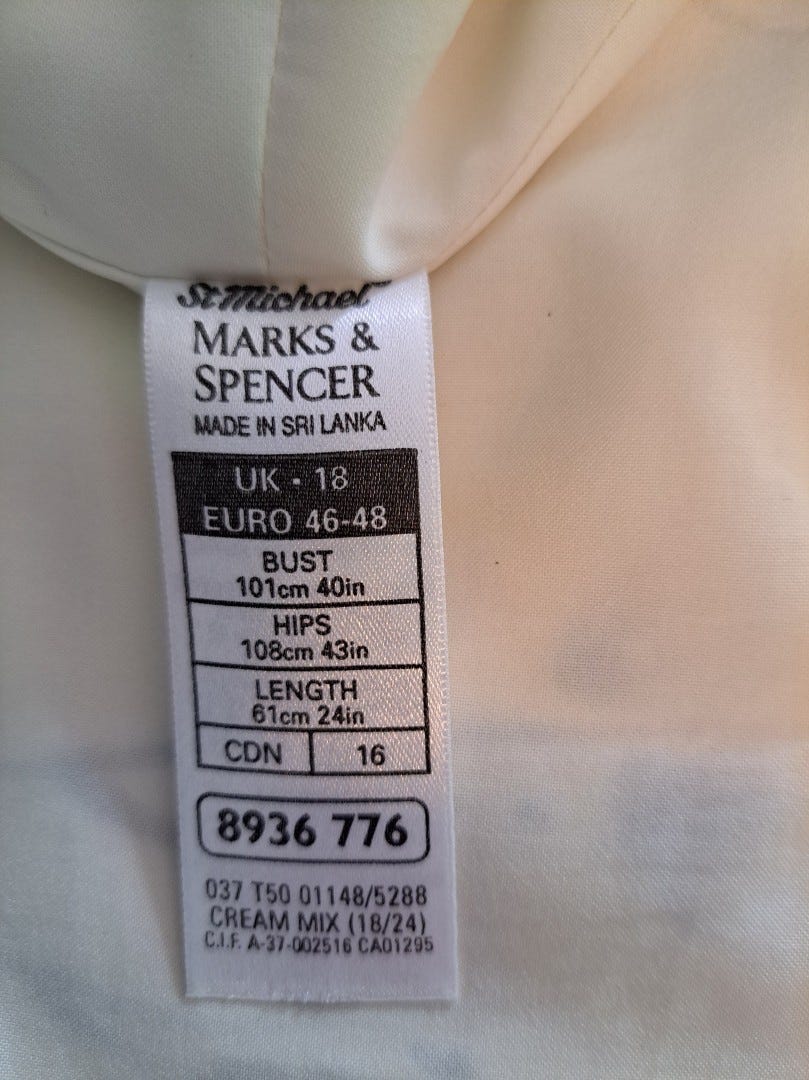 St Michael
MARKS &
SPENCER
MADE IN SRI LANKA
UK · 18
EURO 46-48
BUST
101cm 40in
HIPS
108cm 43in
LENGTH
61cm 24in
CDN 16
8936 776
037 T50 01148/5288
CREAM MIX (18/24)
C.I.F. A-37-002516 CA01295